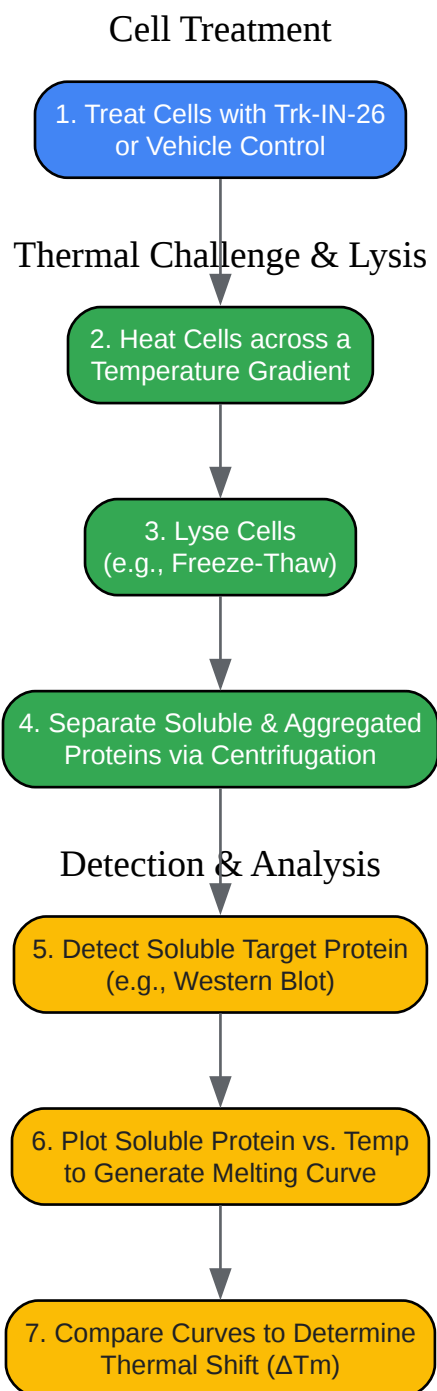 Cell Treatment
1. Treat Cells with Trk-IN-26
or Vehicle Control
Thermal Challenge & Lysis
2. Heat Cells across a
Temperature Gradient
3. Lyse Cells
(e.g., Freeze-Thaw)
4. Separate Soluble & Aggregated
Proteins via Centrifugation
Detection & Analysis
5. Detect Soluble Target Protein
(e.g., Western Blot)
6. Plot Soluble Protein vs. Temp
to Generate Melting Curve
7. Compare Curves to Determine
Thermal Shift (ΔTm)